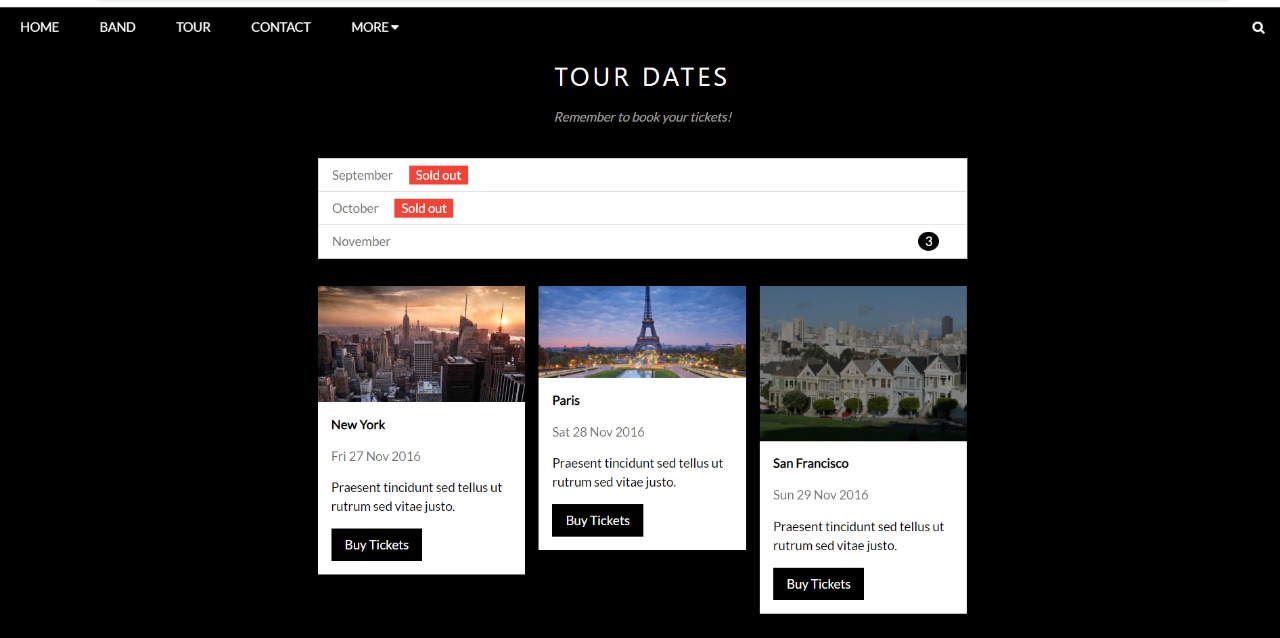 HOME BAND TOUR CONTACT MORE
TOUR DATES
Remember to book your tickets!
September Sold out
October Sold out
November 3
New York
Fri 27 Nov 2016
Praesent tincidunt sed tellus ut
rutrum sed vitae justo.
Buy Tickets
Paris
Sat 28 Nov 2016
Praesent tincidunt sed tellus ut
rutrum sed vitae justo.
Buy Tickets
San Francisco
Sun 29 Nov 2016
Praesent tincidunt sed tellus ut
rutrum sed vitae justo.
Buy Tickets